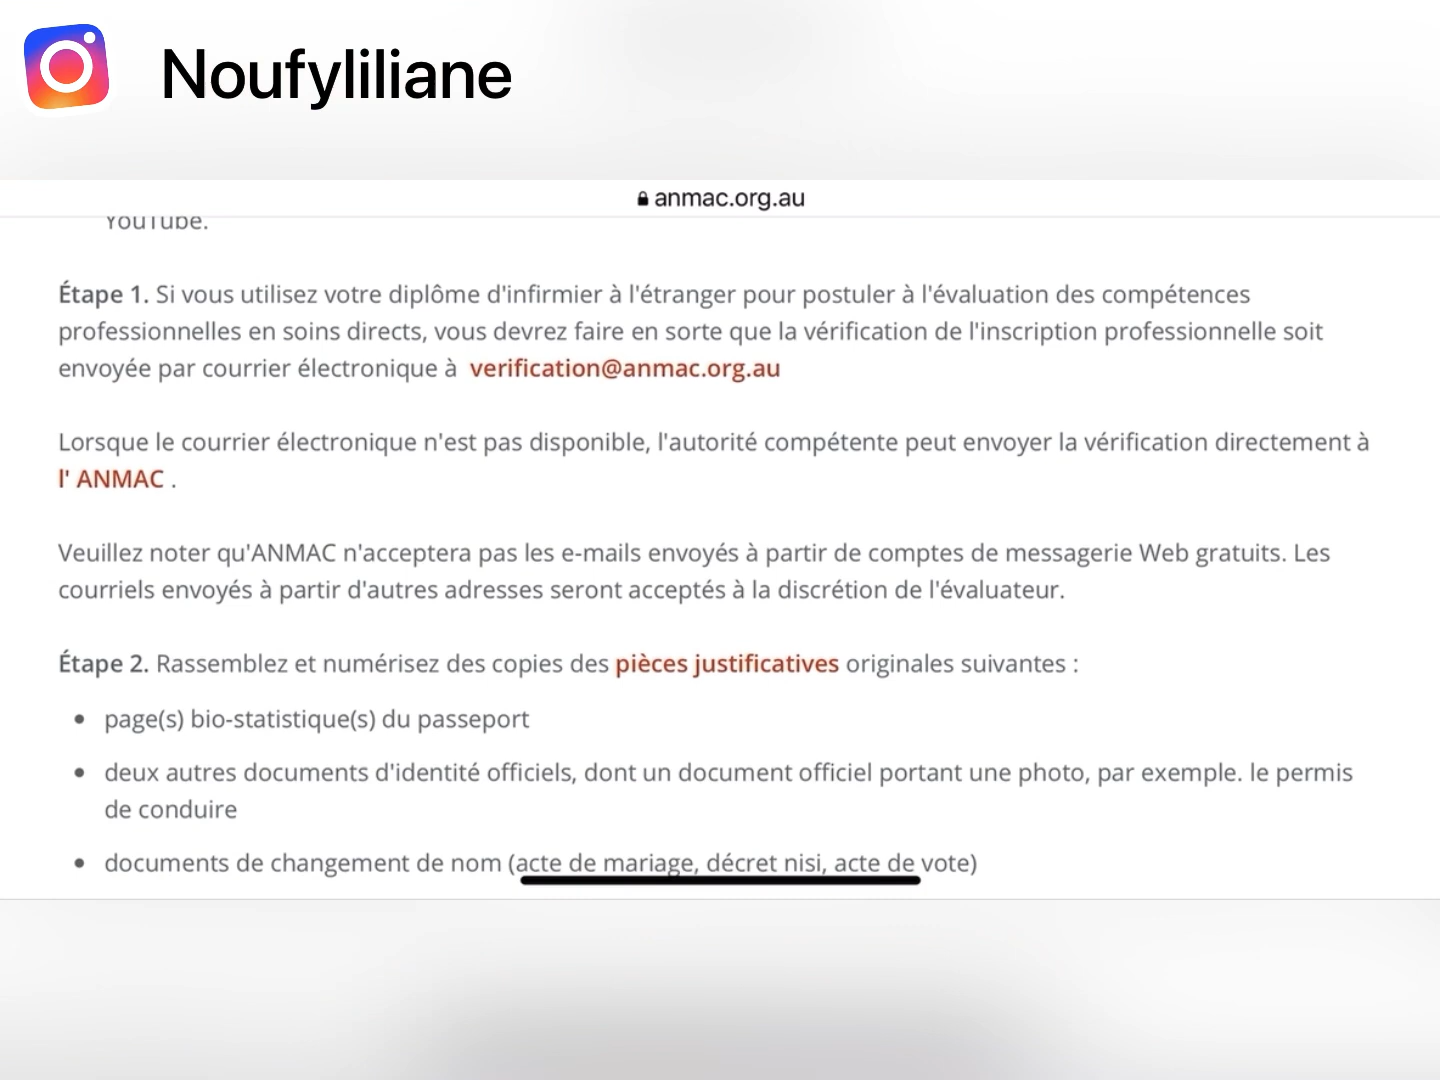 Noufyliliane
anmac.org.au
YouTube.
Étape 1. Si vous utilisez votre diplôme d'infirmier à l'étranger pour postuler à l'évaluation des compétences
professionnelles en soins directs, vous devrez faire en sorte que la vérification de l'inscription professionnelle soit
envoyée par courrier électronique à verification@anmac.org.au
Lorsque le courrier électronique n'est pas disponible, l'autorité compétente peut envoyer la vérification directement à
l' ANMAC .
Veuillez noter qu'ANMAC n'acceptera pas les e-mails envoyés à partir de comptes de messagerie Web gratuits. Les
courriels envoyés à partir d'autres adresses seront acceptés à la discrétion de l'évaluateur.
Étape 2. Rassemblez et numérisez des copies des pièces justificatives originales suivantes :
• page(s) bio-statistique(s) du passeport
• deux autres documents d'identité officiels, dont un document officiel portant une photo, par exemple. le permis
de conduire
• documents de changement de nom (acte de mariage, décret nisi, acte de vote)